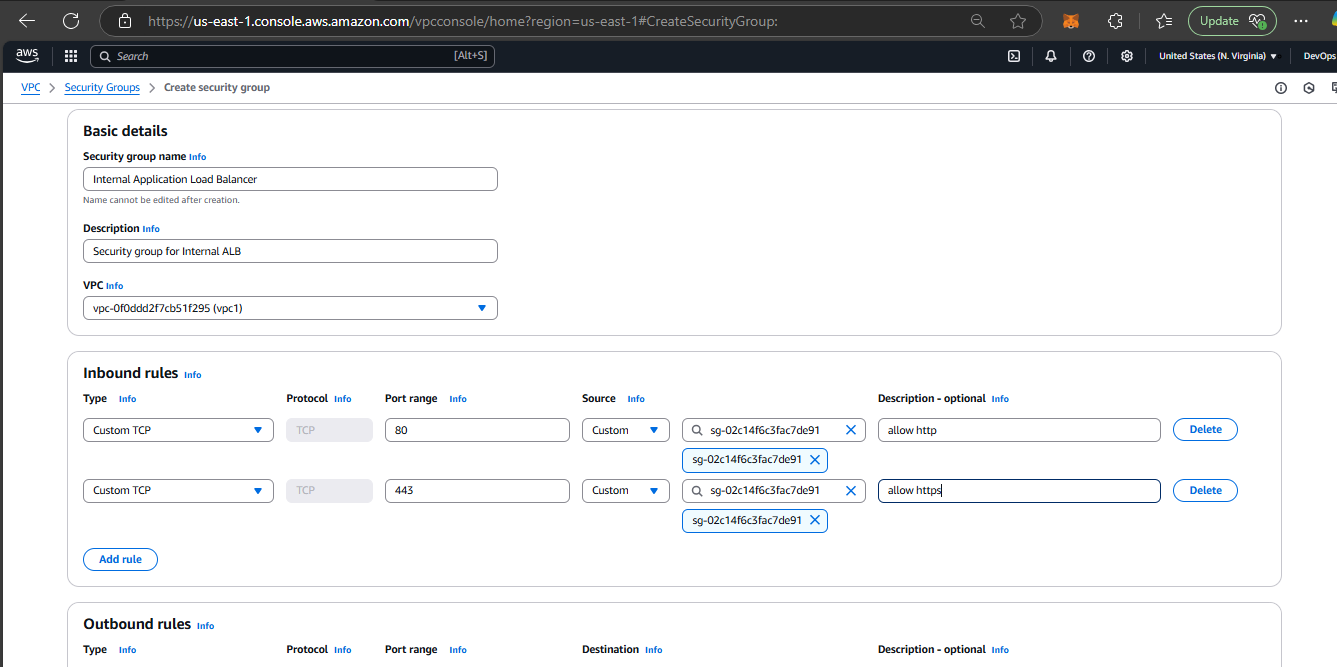 https://us-east-1.console.aws.amazon.com/vpcconsole/home?region=us-east-1#CreateSecurityGroup:
Update
aws
Search
[Alt+S]
United States (N. Virginia)
DevOps
VPC > Security Groups > Create security group
Basic details
Security group name Info
Internal Application Load Balancer
Name cannot be edited after creation.
Description Info
Security group for Internal ALB
VPC Info
vpc-0f0ddd2f7cb51f295 (vpc1)
Inbound rules Info
Type Info Protocol Info Port range Info Source Info Description - optional Info
Custom TCP TCP 80 Custom sg-02c14f6c3fac7de91 allow http Delete
sg-02c14f6c3fac7de91
Custom TCP TCP 443 Custom sg-02c14f6c3fac7de91 allow https Delete
sg-02c14f6c3fac7de91
Add rule
Outbound rules Info
Type Info Protocol Info Port range Info Destination Info Description - optional Info